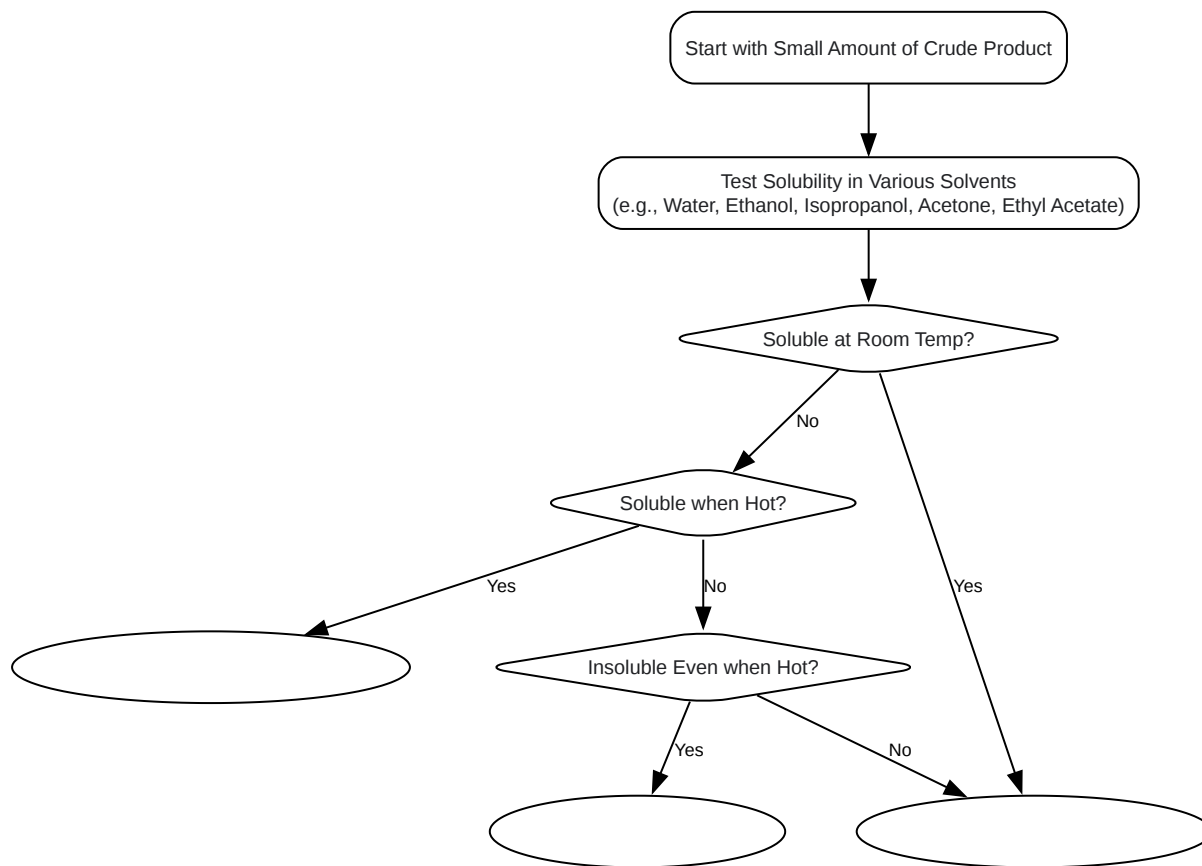 Start with Small Amount of Crude Product
Test Solubility in Various Solvents
(e.g., Water, Ethanol, Isopropanol, Acetone, Ethyl Acetate)
Soluble at Room Temp?
No
Soluble when Hot?
Yes
No
Yes
Insoluble Even when Hot?
Yes
No